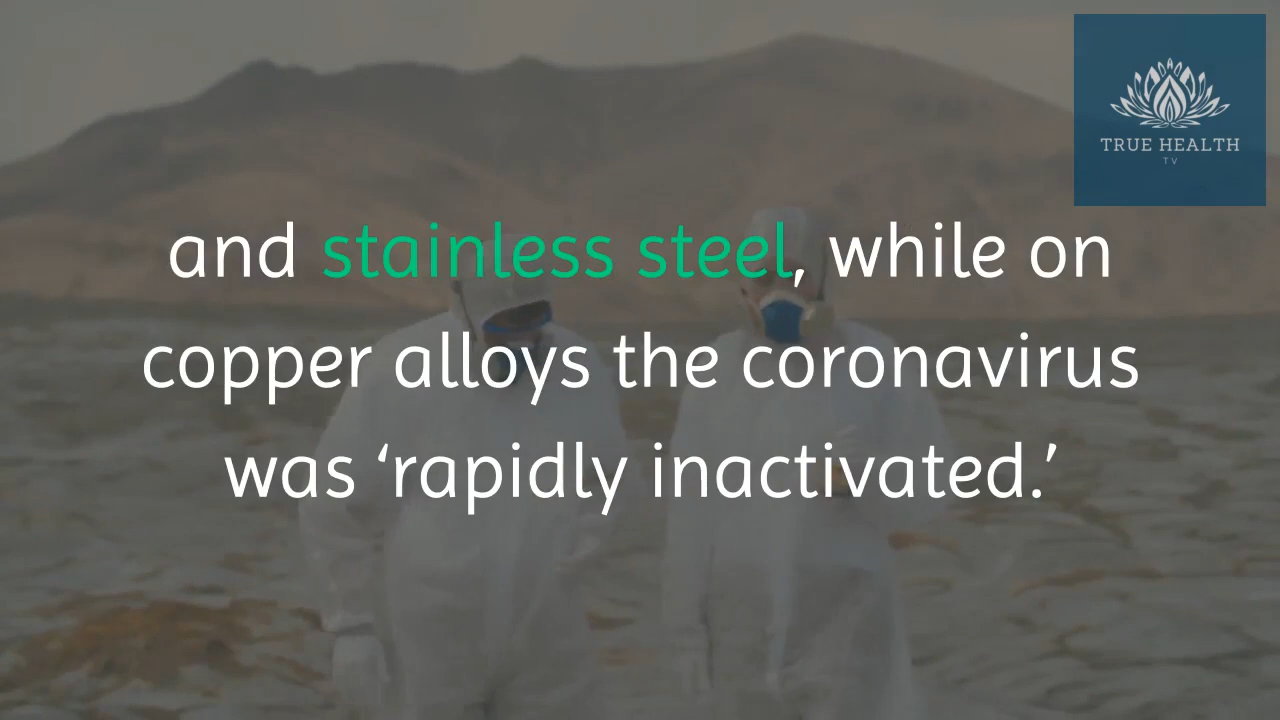 TRUE HEALTH
TV
and stainless steel, while on
copper alloys the coronavirus
was ‘rapidly inactivated.’